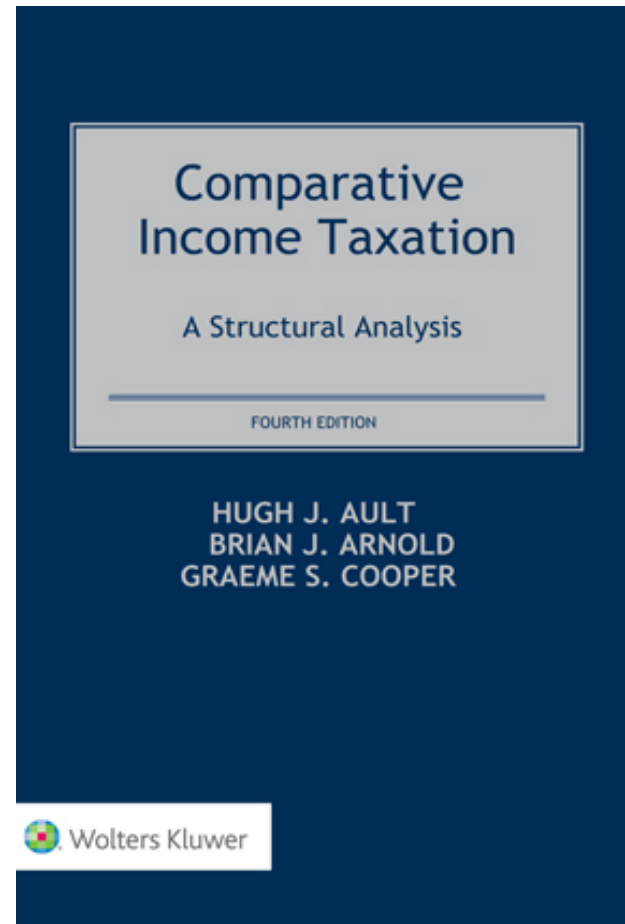 Comparative
Income Taxation
A Structural Analysis
FOURTH EDITION
HUGH J. AULT
BRIAN J. ARNOLD
GRAEME S. COOPER
Wolters Kluwer